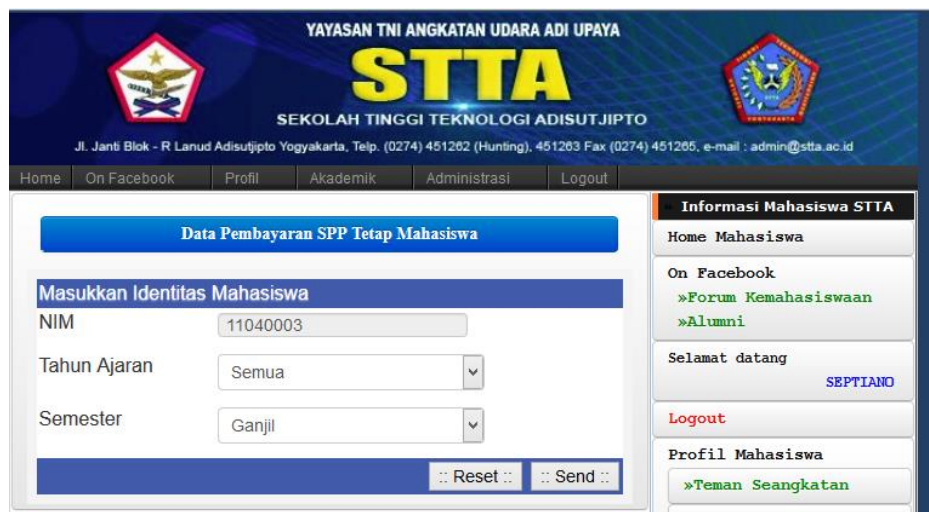 YAYASAN TNI ANGKATAN UDARA ADI UPAYA
STTA
SEKOLAH TINGGI TEKNOLOGI ADISUTJIPTO
Jl. Janti Blok - R Lanud Adisutjipto Yogyakarta, Telp. (0274) 451262 (Hunting), 451263 Fax (0274) 451265, e-mail : admin@stta.ac.id
Home On Facebook Profil Akademik Administrasi Logout
Data Pembayaran SPP Tetap Mahasiswa
Masukkan Identitas Mahasiswa
NIM 11040003
Tahun Ajaran Semua
Semester Ganjil
:: Reset :: :: Send ::
Informasi Mahasiswa STTA
Home Mahasiswa
On Facebook
»Forum Kemahasiswaan
»Alumni
Selamat datang
SEPTIANO
Logout
Profil Mahasiswa
»Teman Seangkatan